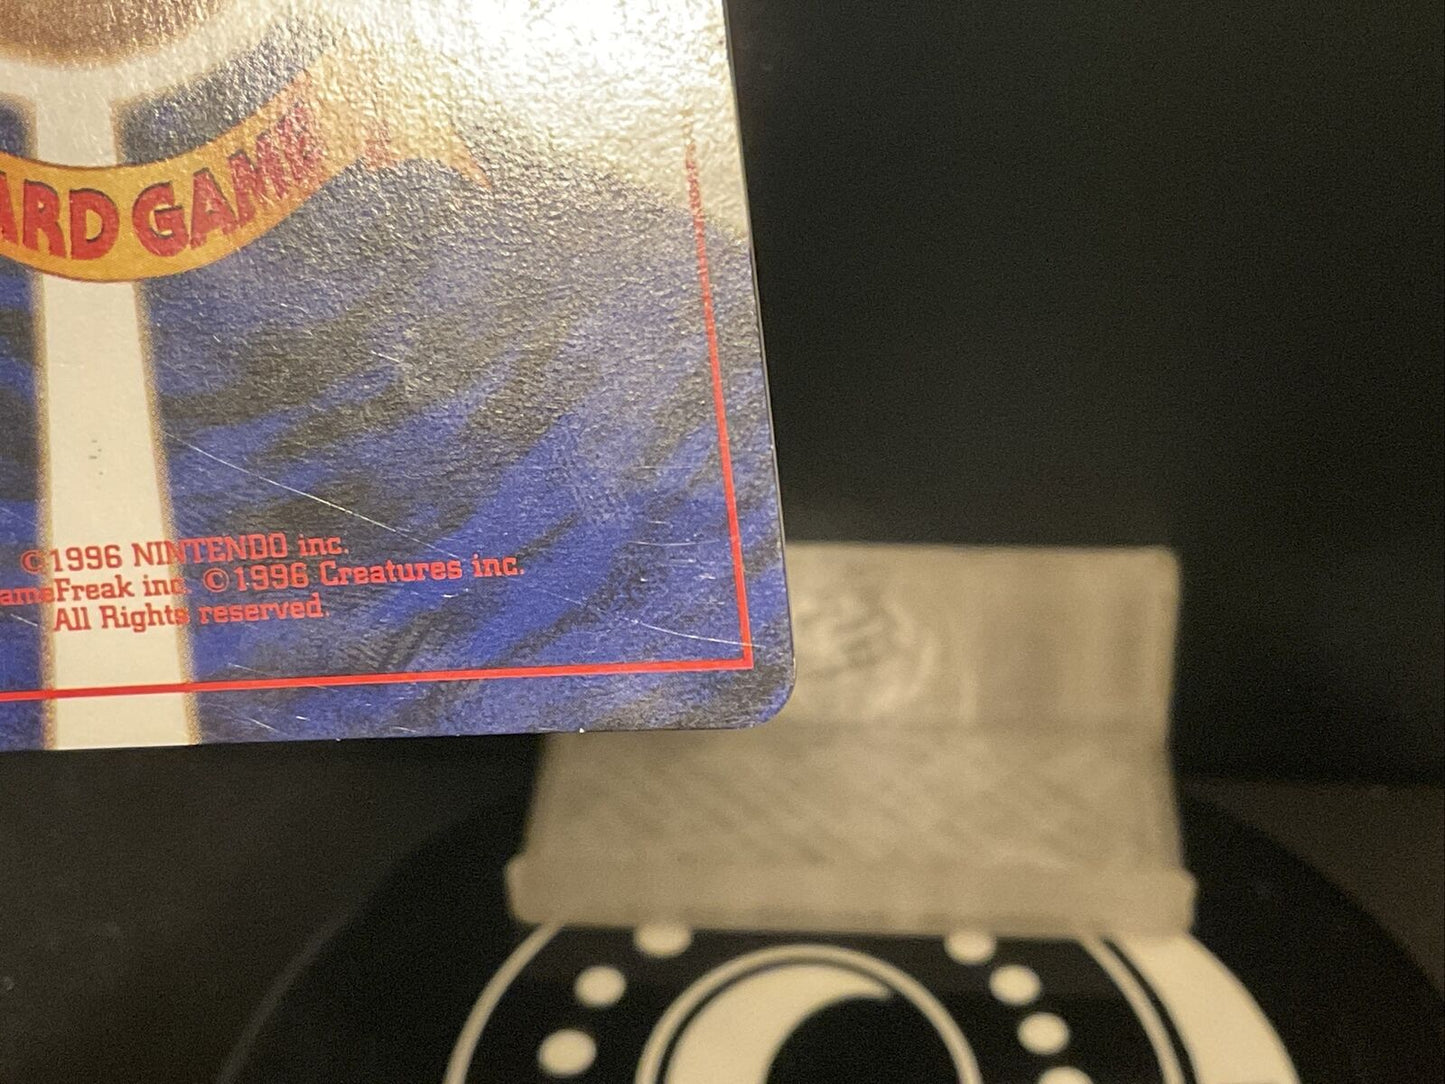 ARD GAME
©1996 NINTENDO inc.
ameFreak inc. ©1996 Creatures inc.
All Rights reserved.